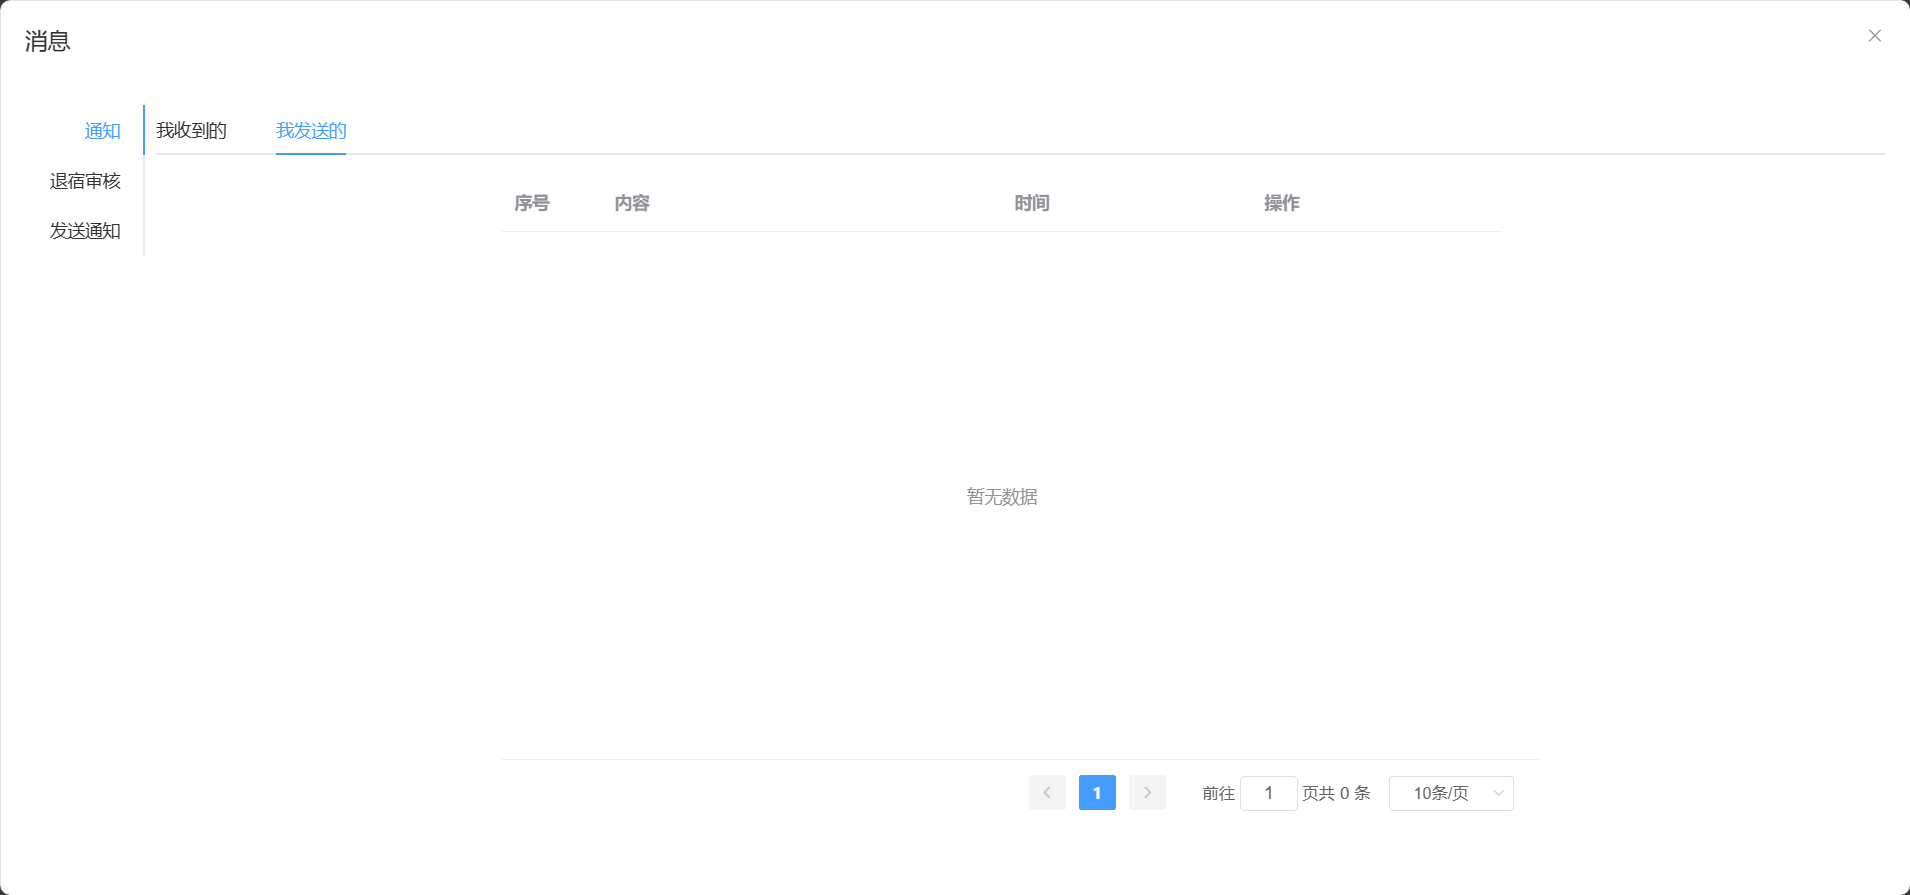 消息
通知
退宿审核
发送通知
我收到的 我发送的
序号 内容 时间 操作
暂无数据
1 前往 1 页共 0 条 10条/页